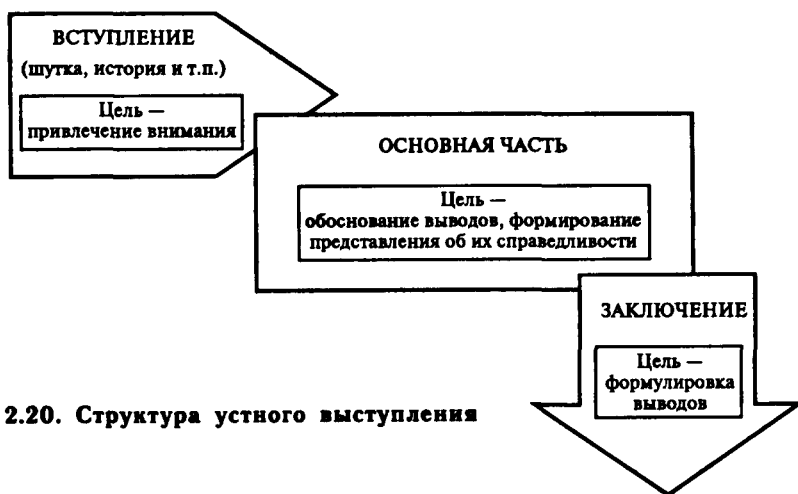 ВСТУПЛЕНИЕ
(шутка, история и т.п.)
Цель —
привлечение внимания
ОСНОВНАЯ ЧАСТЬ
Цель —
обоснование выводов, формирование
представления об их справедливости
ЗАКЛЮЧЕНИЕ
Цель —
формулировка
выводов
2.20. Структура устного выступления